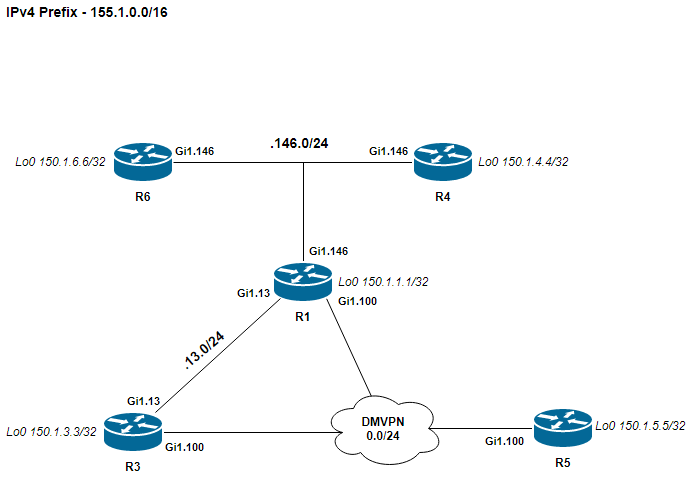 IPv4 Prefix - 155.1.0.0/16
.146.0/24
Gi1.146
Gi1.146
Lo0 150.1.6.6/32
Lo0 150.1.4.4/32
R6
R4
Gi1.146
Lo0 150.1.1.1/32
Gi1.13
Gi1.100
R1
.13.0/24
Gi1.13
DMVPN
0.0/24
Lo0 150.1.3.3/32
Lo0 150.1.5.5/32
Gi1.100
Gi1.100
R3
R5